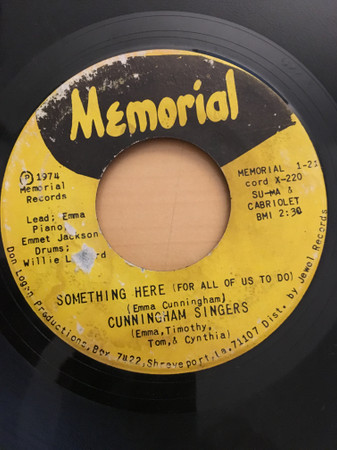 Memorial
℗ 1974
Memorial
Records
Lead; Emma
Piano;
Emmet Jackson
Drums;
Willie
MEMORIAL 1-21
cord X-220
SU-MA &
CABRIOLET
BMI 2:30
SOMETHING HERE (FOR ALL OF US TO DO)
(Emma Cunningham)
CUNNINGHAM SINGERS
(Emma, Timothy,
Tom, & Cynthia)
Don Logan Productions, Box 7422, Shreveport, La. 71107 Dist. by Jewel Records